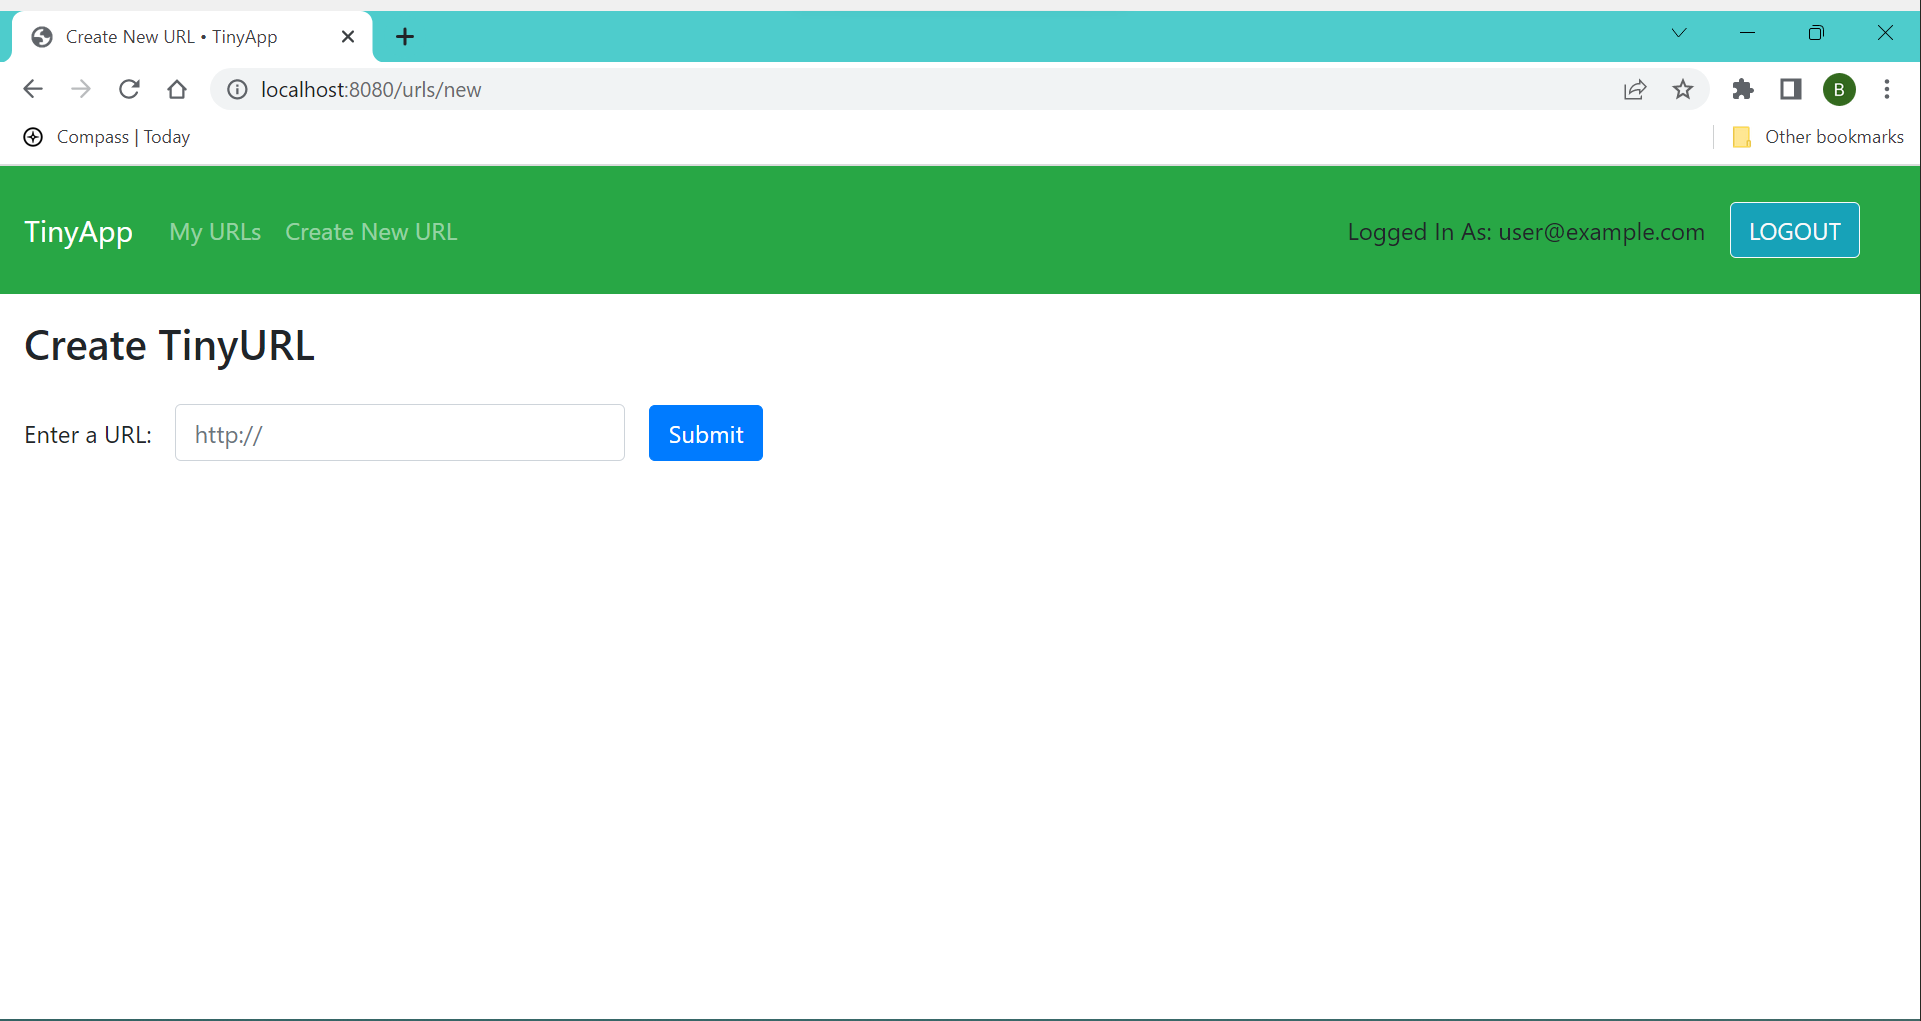 Create New URL • TinyApp
localhost:8080/urls/new
B
Compass | Today
Other bookmarks
TinyApp My URLs Create New URL Logged In As: user@example.com LOGOUT
Create TinyURL
Enter a URL: http:// Submit